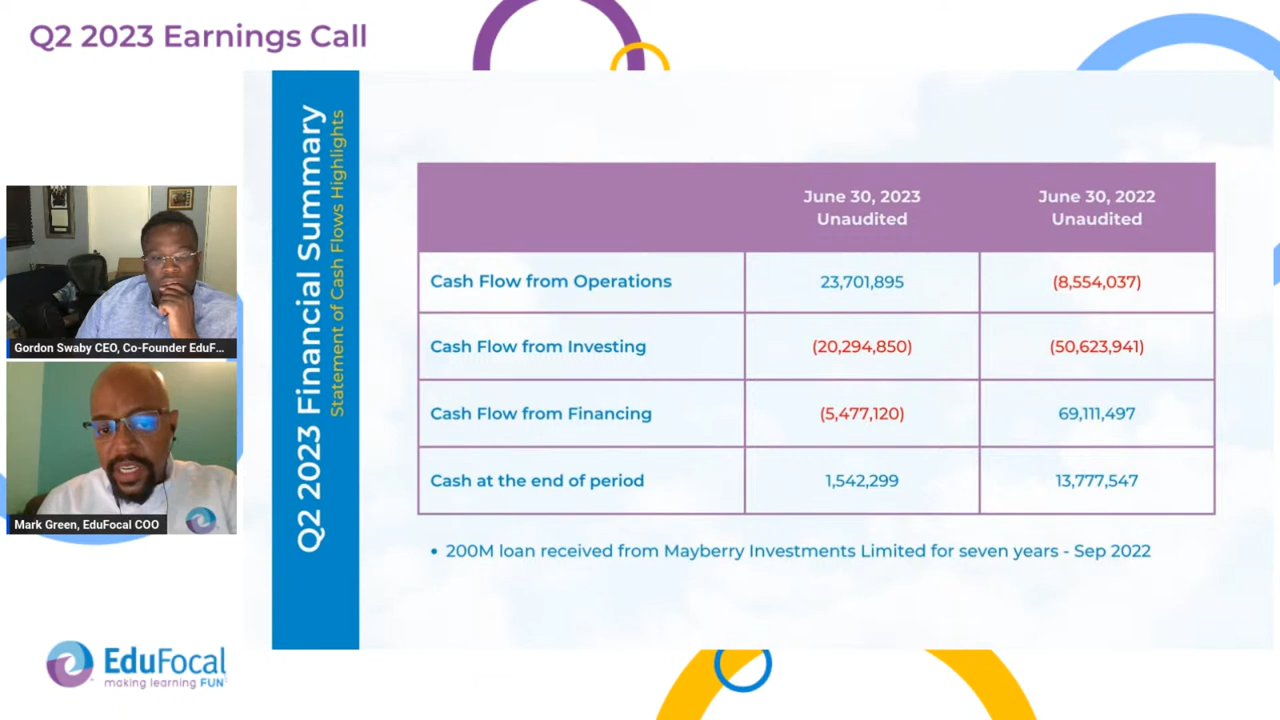 Q2 2023 Earnings Call
Q2 2023 Financial Summary
Statement of Cash Flows Highlights
June 30, 2023
Unaudited
June 30, 2022
Unaudited
Cash Flow from Operations 23,701,895 (8,554,037)
Cash Flow from Investing (20,294,850) (50,623,941)
Cash Flow from Financing (5,477,120) 69,111,497
Cash at the end of period 1,542,299 13,777,547
• 200M loan received from Mayberry Investments Limited for seven years - Sep 2022
Gordon Swaby CEO, Co-Founder EduF...
Mark Green, EduFocal COO
EduFocal
making learning FUN